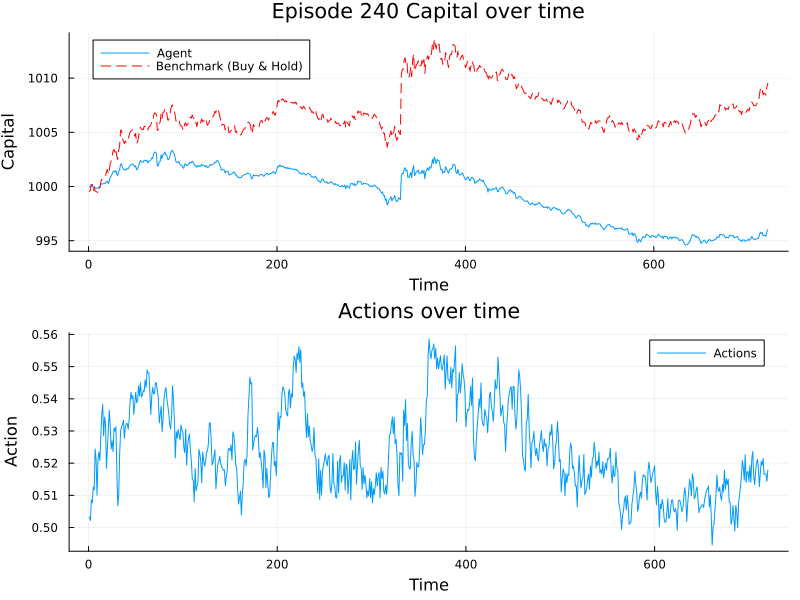 Episode 240 Capital over time
Agent
Benchmark (Buy & Hold)
Capital
1010
1005
1000
995
0
200
400
600
Time
Actions over time
Actions
Action
0.56
0.55
0.54
0.53
0.52
0.51
0.50
0
200
400
600
Time